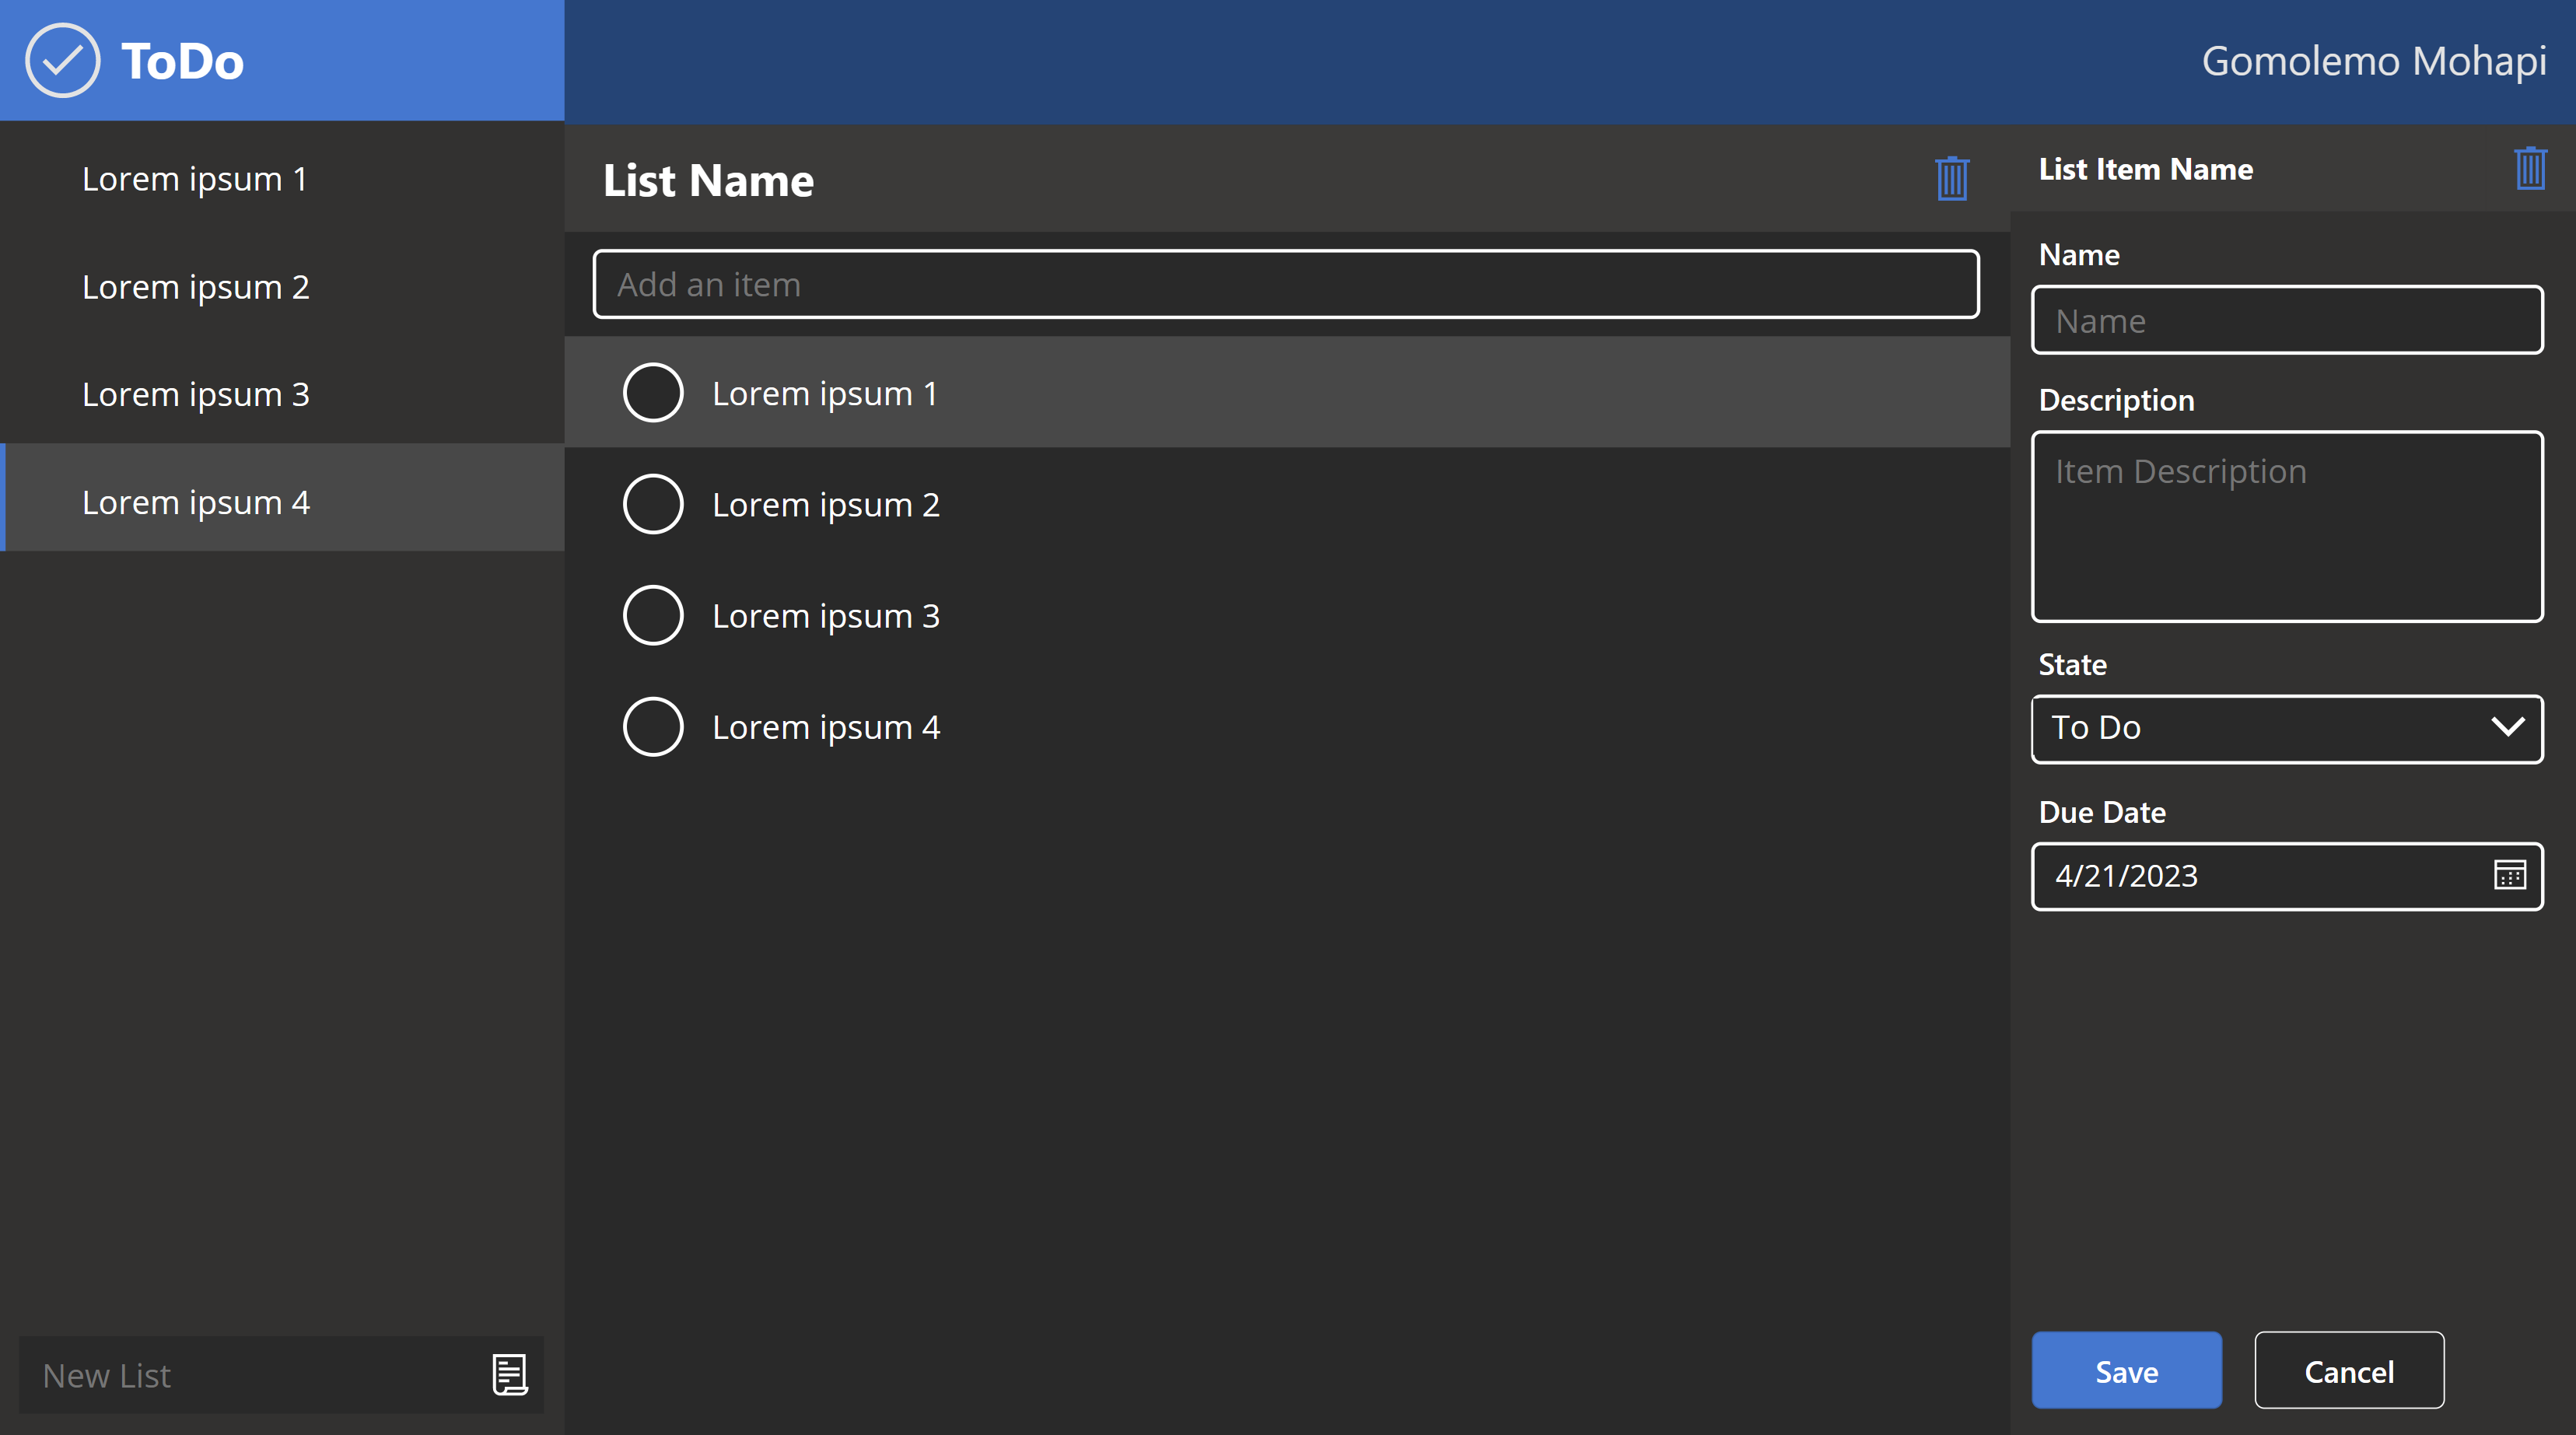 ToDo
Gomolemo Mohapi
Lorem ipsum 1
Lorem ipsum 2
Lorem ipsum 3
Lorem ipsum 4
New List
List Name
Add an item
Lorem ipsum 1
Lorem ipsum 2
Lorem ipsum 3
Lorem ipsum 4
List Item Name
Name
Name
Description
Item Description
State
To Do
Due Date
4/21/2023
Save
Cancel